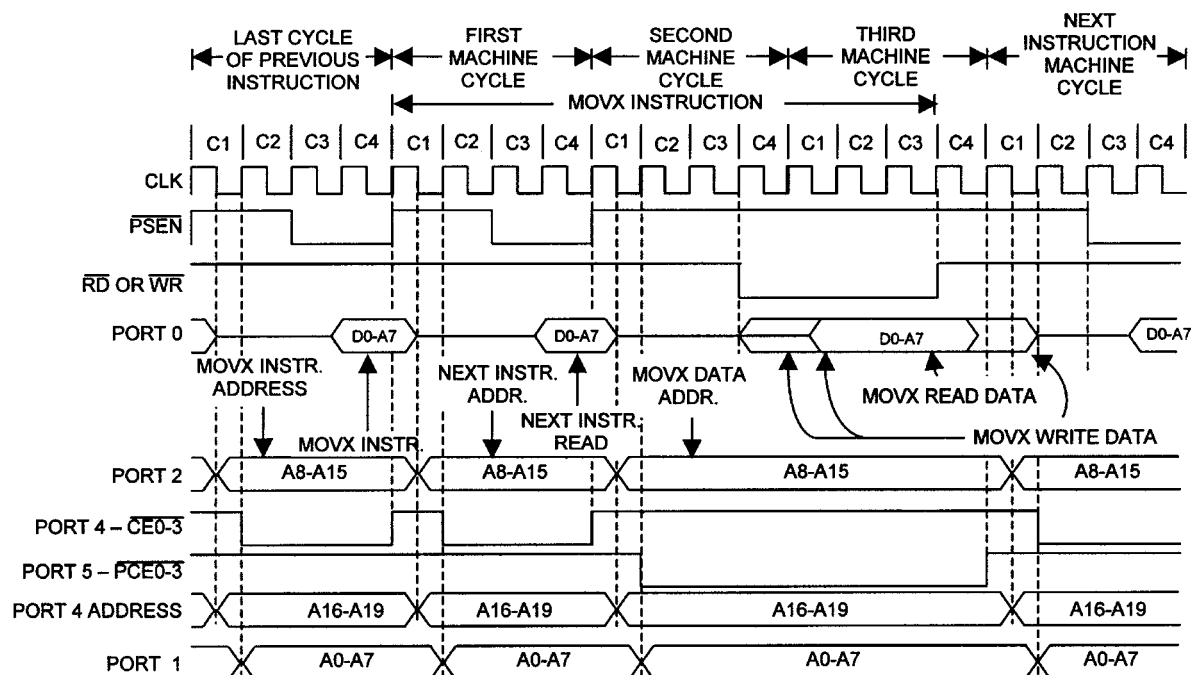 LAST CYCLE
OF PREVIOUS
INSTRUCTION
FIRST
MACHINE
CYCLE
SECOND
MACHINE
CYCLE
THIRD
MACHINE
CYCLE
NEXT
INSTRUCTION
MACHINE
CYCLE
MOVX INSTRUCTION
C1 C2 C3 C4 C1 C2 C3 C4 C1 C2 C3 C4 C1 C2 C3 C4 C1 C2 C3 C4
CLK
PSEN
RD OR WR
PORT 0 D0-A7 D0-A7 D0-A7 D0-A7
MOVX INSTR.
ADDRESS
MOVX INSTR.
NEXT INSTR.
ADDR.
NEXT INSTR.
READ
MOVX DATA
ADDR.
MOVX READ DATA
MOVX WRITE DATA
PORT 2 A8-A15 A8-A15 A8-A15 A8-A15
PORT 4 – CE0-3
PORT 5 – PCE0-3
PORT 4 ADDRESS A16-A19 A16-A19 A16-A19 A16-A19
PORT 1 A0-A7 A0-A7 A0-A7 A0-A7